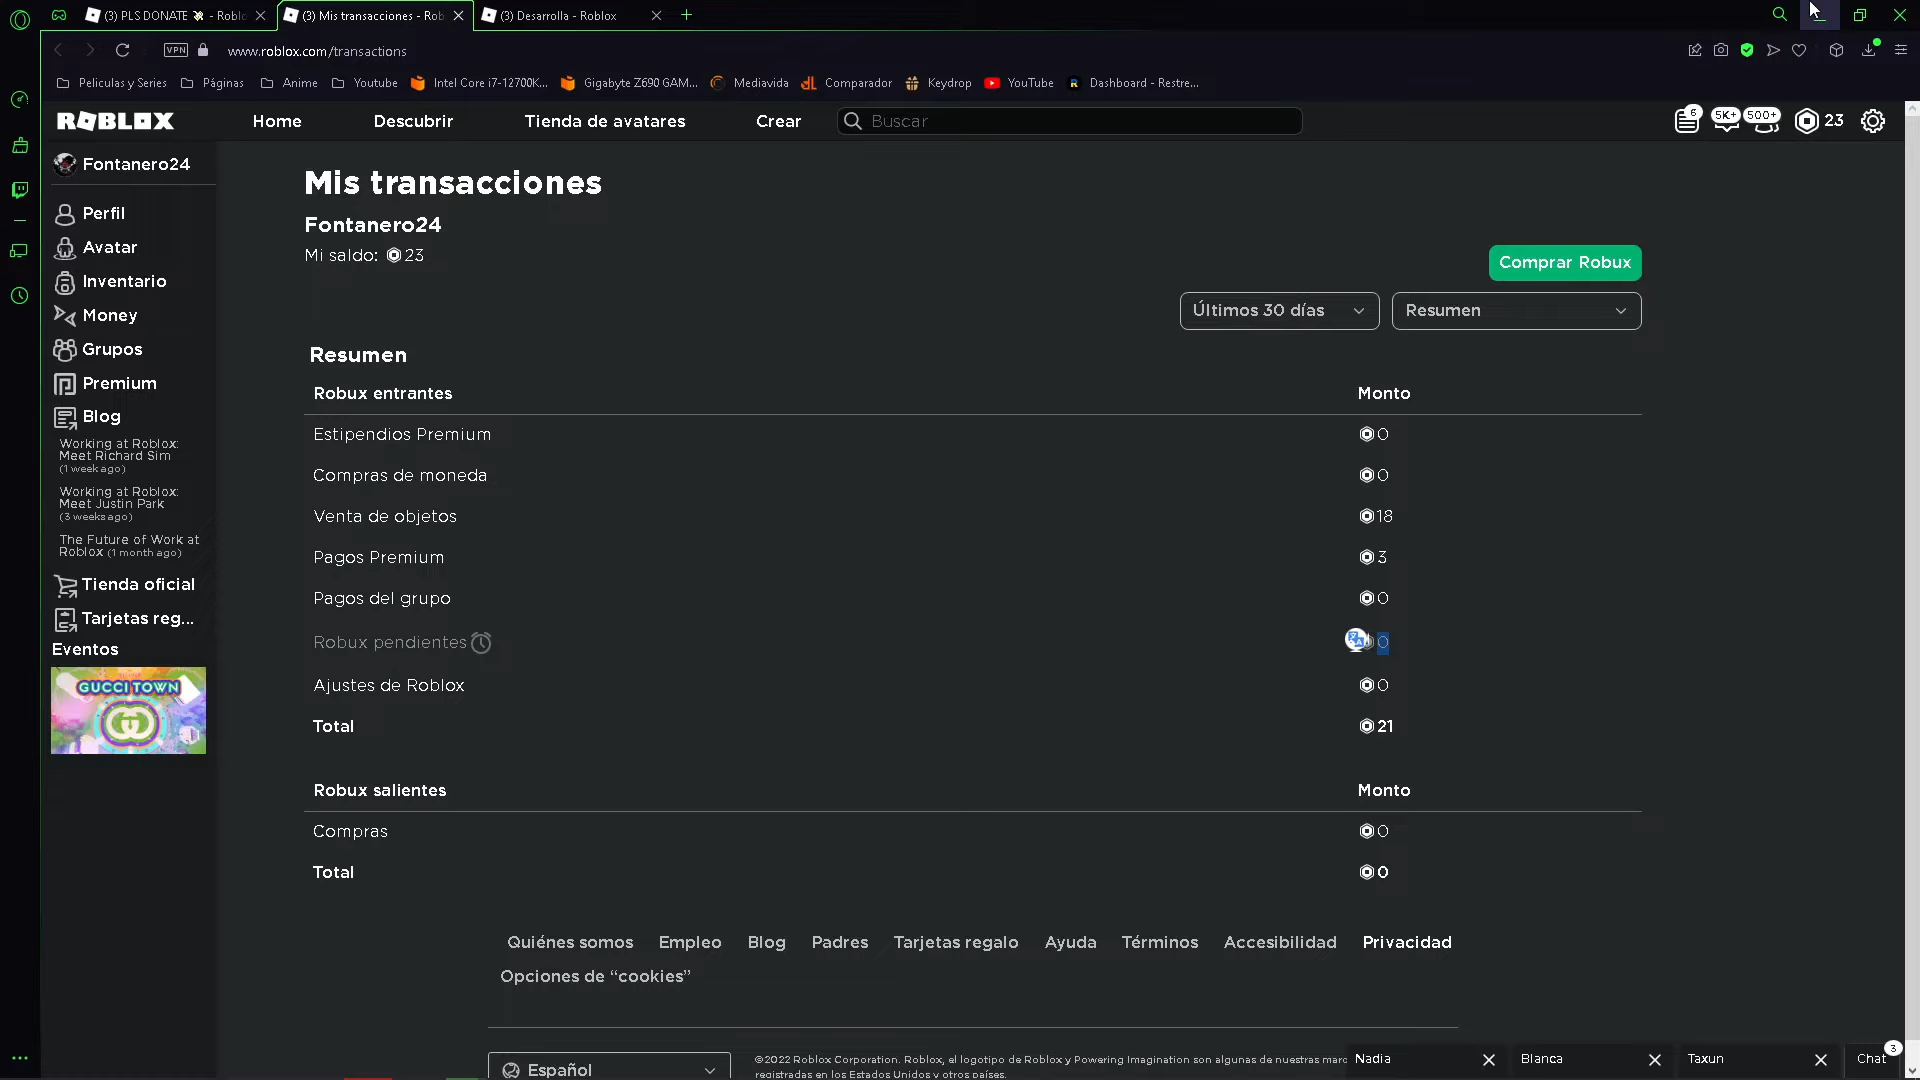 (3) PLS DONATE - Roblo
(3) Mis transacciones - Rob
(3) Desarrolla - Roblox
VPN
www.roblox.com/transactions
Peliculas y Series
Páginas
Anime
Youtube
Intel Core i7-12700K...
Gigabyte Z690 GAM...
Mediavida
Comparador
Keydrop
YouTube
Dashboard - Restre...
ROBLOX
Home
Descubrir
Tienda de avatares
Crear
Buscar
6
5K+
500+
23
Fontanero24
Perfil
Avatar
Inventario
Money
Grupos
Premium
Blog
Working at Roblox:
Meet Richard Sim
(1 week ago)
Working at Roblox:
Meet Justin Park
(3 weeks ago)
The Future of Work at
Roblox (1 month ago)
Tienda oficial
Tarjetas reg...
Eventos
GUCCI TOWN
Mis transacciones
Fontanero24
Mi saldo: 23
Comprar Robux
Últimos 30 días
Resumen
Resumen
Robux entrantes Monto
Estipendios Premium 0
Compras de moneda 0
Venta de objetos 18
Pagos Premium 3
Pagos del grupo 0
Robux pendientes 0
Ajustes de Roblox 0
Total 21
Robux salientes Monto
Compras 0
Total 0
Quiénes somos Empleo Blog Padres Tarjetas regalo Ayuda Términos Accesibilidad Privacidad
Opciones de “cookies”
Español
©2022 Roblox Corporation. Roblox, el logotipo de Roblox y Powering Imagination son algunas de nuestras marc
registradas en los Estados Unidos y otros países.
Nadia
Blanca
Taxun
Chat
3